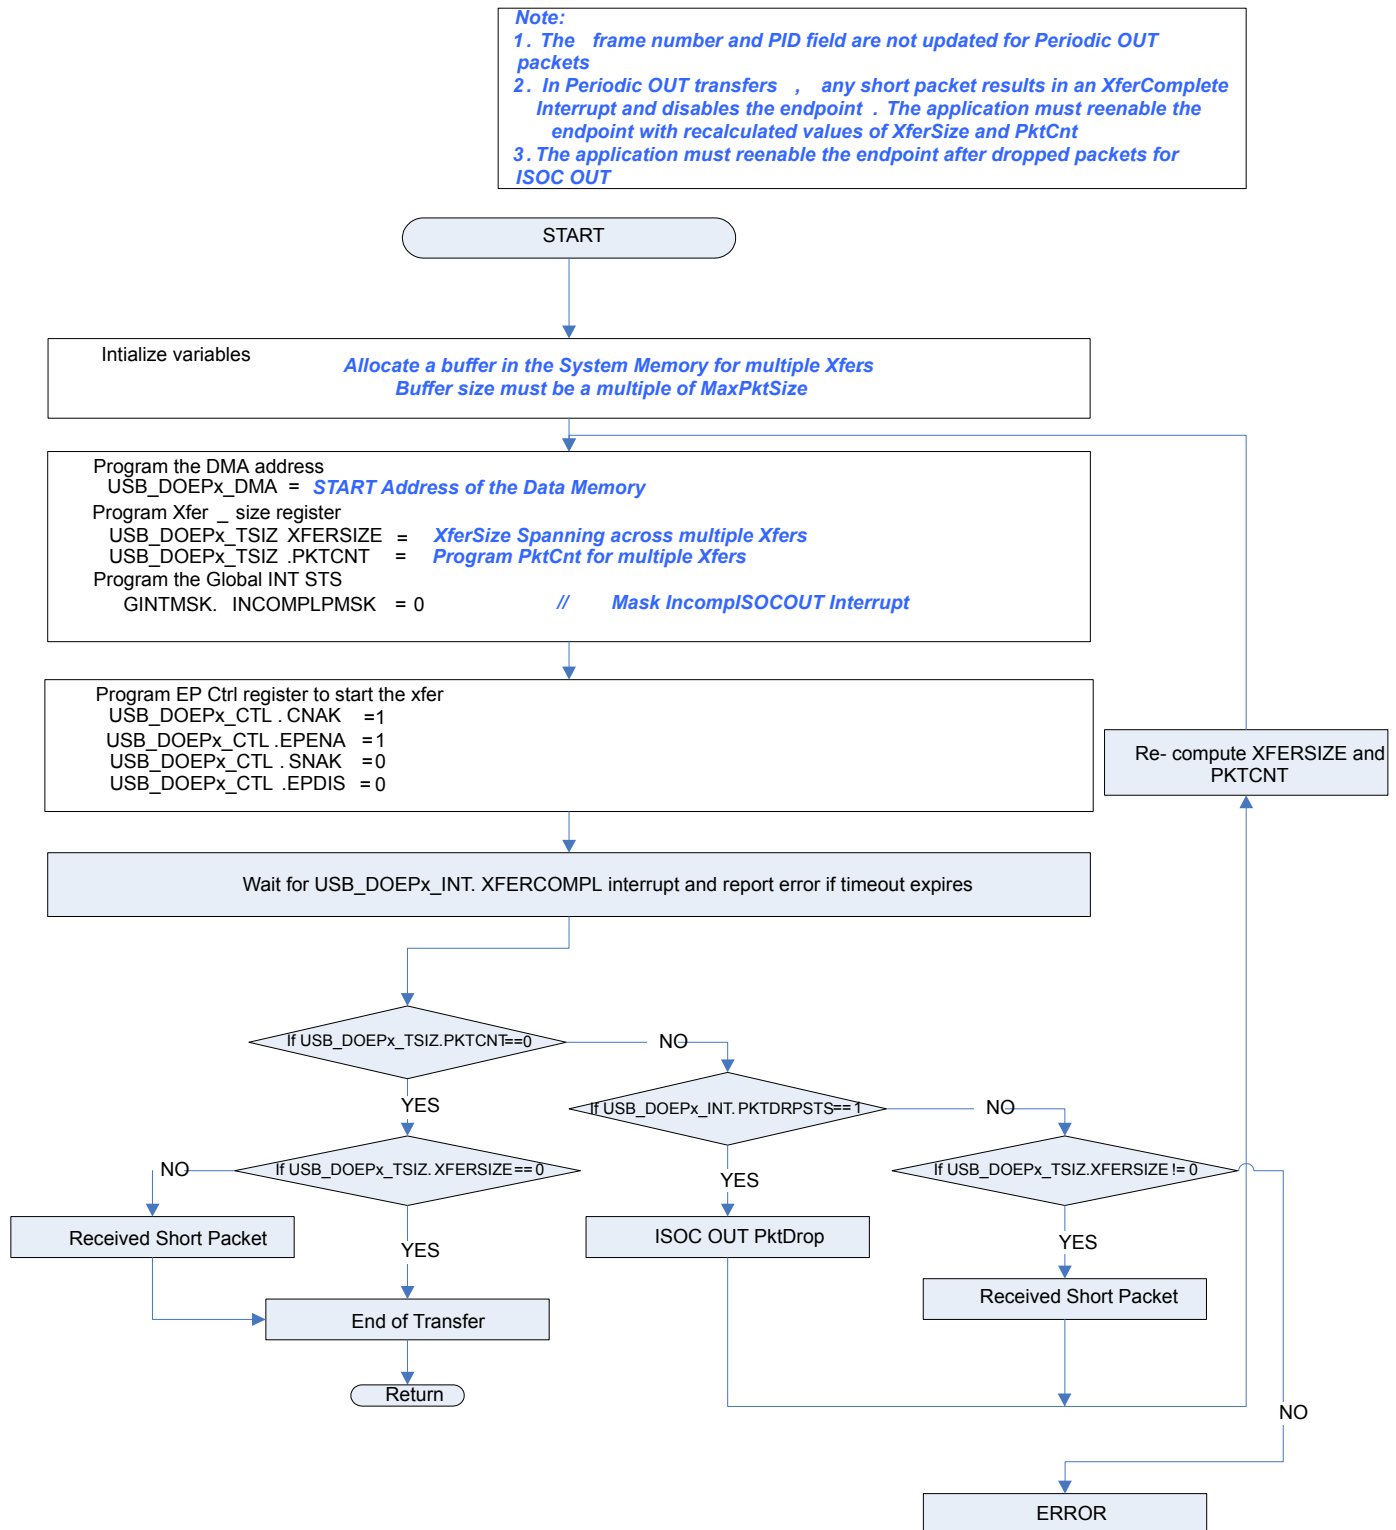 Note:
1. The frame number and PID field are not updated for Periodic OUT
packets
2. In Periodic OUT transfers , any short packet results in an XferComplete
Interrupt and disables the endpoint . The application must reenable the
endpoint with recalculated values of XferSize and PktCnt
3. The application must reenable the endpoint after dropped packets for
ISOC OUT
START
Intialize variables
Allocate a buffer in the System Memory for multiple Xfers
Buffer size must be a multiple of MaxPktSize
Program the DMA address
USB_DOEPx_DMA = START Address of the Data Memory
Program Xfer _ size register
USB_DOEPx_TSIZ XFERSIZE = XferSize Spanning across multiple Xfers
USB_DOEPx_TSIZ .PKTCNT = Program PktCnt for multiple Xfers
Program the Global INT STS
GINTMSK. INCOMPLPMSK = 0 // Mask IncompISOCOUT Interrupt
Program EP Ctrl register to start the xfer
USB_DOEPx_CTL . CNAK =1
USB_DOEPx_CTL .EPENA =1
USB_DOEPx_CTL . SNAK =0
USB_DOEPx_CTL .EPDIS =0
Re- compute XFERSIZE and
PKTCNT
Wait for USB_DOEPx_INT. XFERCOMPL interrupt and report error if timeout expires
If USB_DOEPx_TSIZ.PKTCNT==0
NO
YES
If USB_DOEPx_INT. PKTDRPSTS==1
NO
YES
If USB_DOEPx_TSIZ. XFERSIZE==0
NO
YES
If USB_DOEPx_TSIZ.XFERSIZE != 0
YES
NO
Received Short Packet
ISOC OUT PktDrop
Received Short Packet
End of Transfer
Return
ERROR